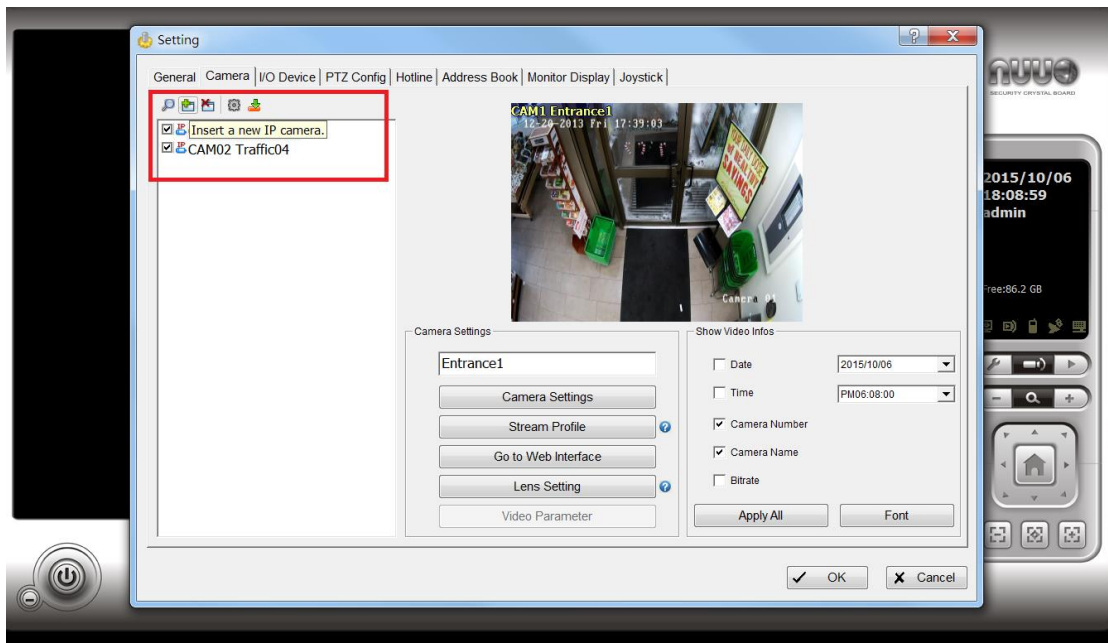 Setting
General Camera I/O Device PTZ Config Hotline Address Book Monitor Display Joystick
Insert a new IP camera.
CAM02 Traffic04
CAM1 Entrance1
12-20-2013 Fri 17:39:03
Camera 01
Camera Settings
Entrance1
Camera Settings
Stream Profile
Go to Web Interface
Lens Setting
Video Parameter
Show Video Infos
Date 2015/10/06
Time PM06:08:00
Camera Number
Camera Name
Bitrate
Apply All Font
OK Cancel
nuuo
SECURITY CRYSTAL BOARD
2015/10/06
18:08:59
admin
Free:86.2 GB